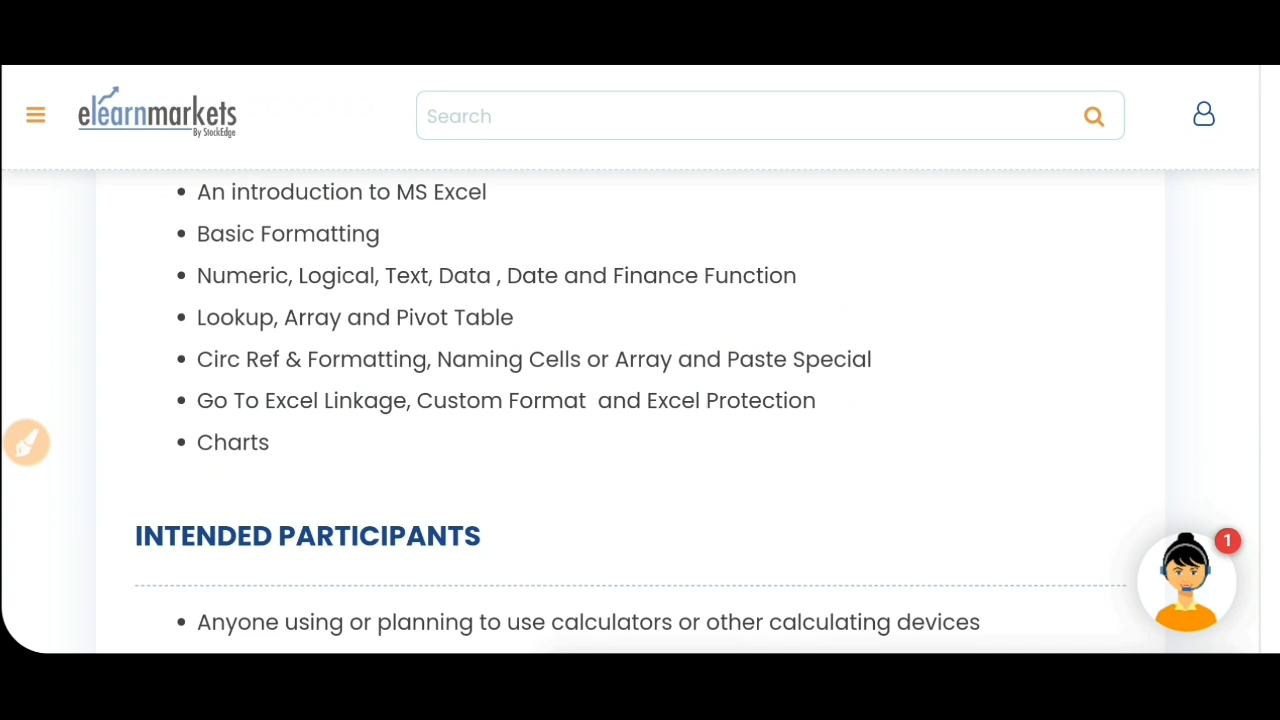 elearnmarkets
By StockEdge
Search
An introduction to MS Excel
Basic Formatting
Numeric, Logical, Text, Data , Date and Finance Function
Lookup, Array and Pivot Table
Circ Ref & Formatting, Naming Cells or Array and Paste Special
Go To Excel Linkage, Custom Format  and Excel Protection
Charts
INTENDED PARTICIPANTS
1
Anyone using or planning to use calculators or other calculating devices